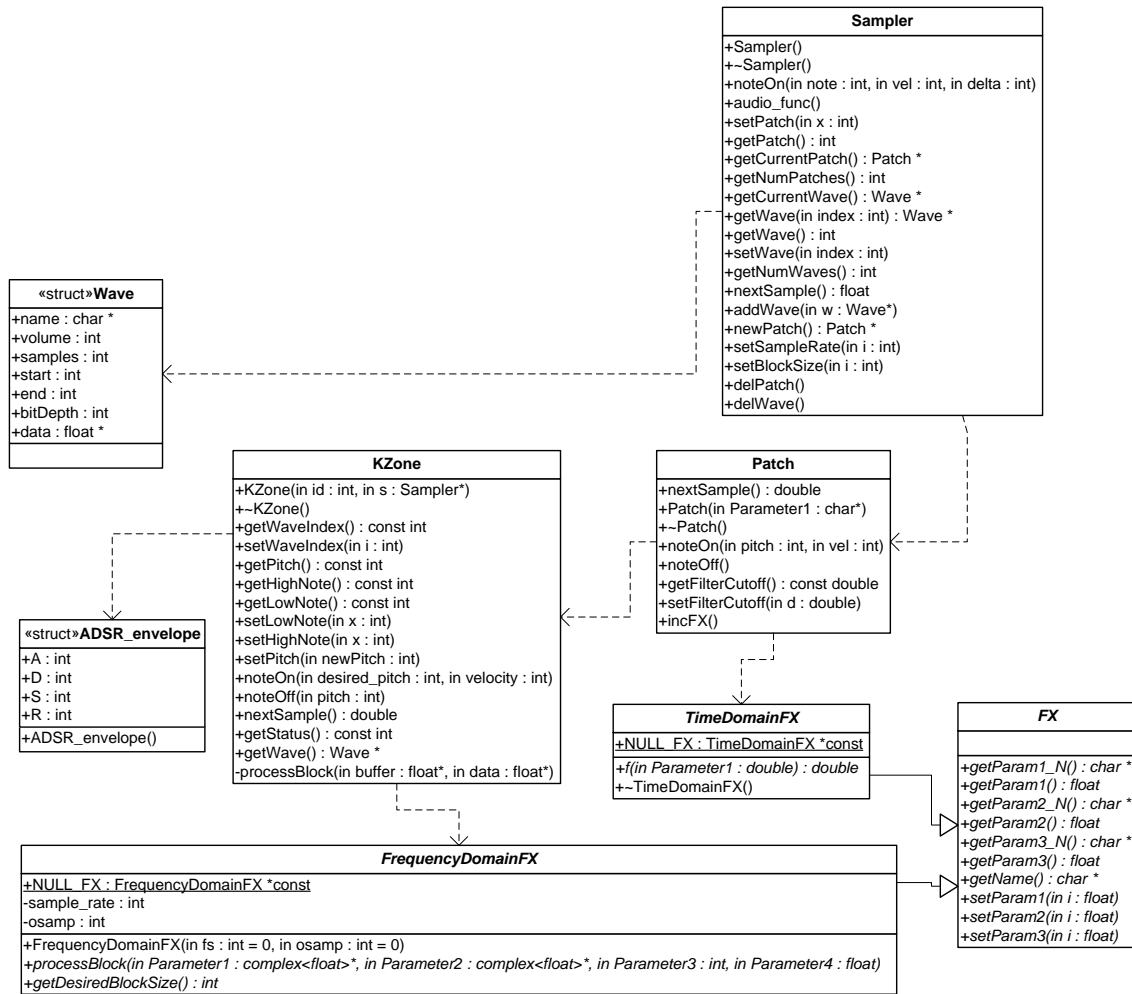 Sampler
+Sampler()
+~Sampler()
+noteOn(in note : int, in vel : int, in delta : int)
+audio_func()
+setPatch(in x : int)
+getPatch() : int
+getCurrentPatch() : Patch *
+getNumPatches() : int
+getCurrentWave() : Wave *
+getWave(in index : int) : Wave *
+getWave() : int
+setWave(in index : int)
+getNumWaves() : int
+nextSample() : float
+addWave(in w : Wave*)
+newPatch() : Patch *
+setSampleRate(in i : int)
+setBlockSize(in i : int)
+delPatch()
+delWave()
«struct»Wave
+name : char *
+volume : int
+samples : int
+start : int
+end : int
+bitDepth : int
+data : float *
KZone
+KZone(in id : int, in s : Sampler*)
+~KZone()
+getWaveIndex() : const int
+setWaveIndex(in i : int)
+getPitch() : const int
+getHighNote() : const int
+getLowNote() : const int
+setLowNote(in x : int)
+setHighNote(in x : int)
+setPitch(in newPitch : int)
+noteOn(in desired_pitch : int, in velocity : int)
+noteOff(in pitch : int)
+nextSample() : double
+getStatus() : const int
+getWave() : Wave *
-processBlock(in buffer : float*, in data : float*)
Patch
+nextSample() : double
+Patch(in Parameter1 : char*)
+~Patch()
+noteOn(in pitch : int, in vel : int)
+noteOff()
+getFilterCutoff() : const double
+setFilterCutoff(in d : double)
+incFX()
«struct»ADSR_envelope
+A : int
+D : int
+S : int
+R : int
+ADSR_envelope()
TimeDomainFX
+NULL_FX : TimeDomainFX *const
+f(in Parameter1 : double) : double
+~TimeDomainFX()
FX
+getParam1_N() : char *
+getParam1() : float
+getParam2_N() : char *
+getParam2() : float
+getParam3_N() : char *
+getParam3() : float
+getName() : char *
+setParam1(in i : float)
+setParam2(in i : float)
+setParam3(in i : float)
FrequencyDomainFX
+NULL_FX : FrequencyDomainFX *const
-sample_rate : int
-osamp : int
+FrequencyDomainFX(in fs : int = 0, in osamp : int = 0)
+processBlock(in Parameter1 : complex<float>*, in Parameter2 : complex<float>*, in Parameter3 : int, in Parameter4 : float)
+getDesiredBlockSize() : int